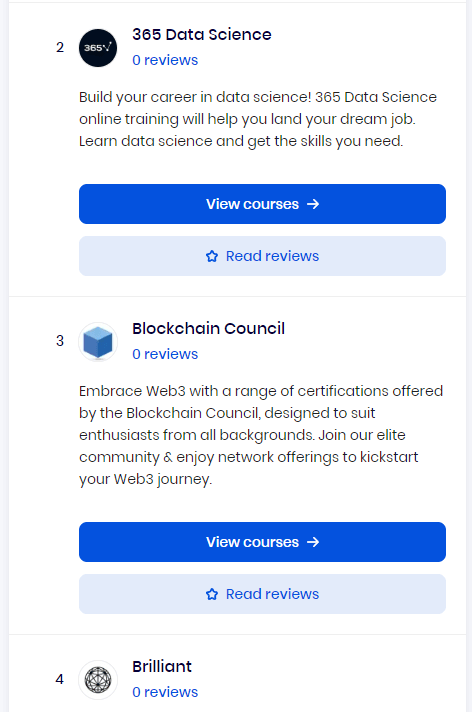 2
365√
365 Data Science
0 reviews
Build your career in data science! 365 Data Science
online training will help you land your dream job.
Learn data science and get the skills you need.
View courses →
Read reviews
3
Blockchain Council
0 reviews
Embrace Web3 with a range of certifications offered
by the Blockchain Council, designed to suit
enthusiasts from all backgrounds. Join our elite
community & enjoy network offerings to kickstart
your Web3 journey.
View courses →
Read reviews
4
Brilliant
0 reviews